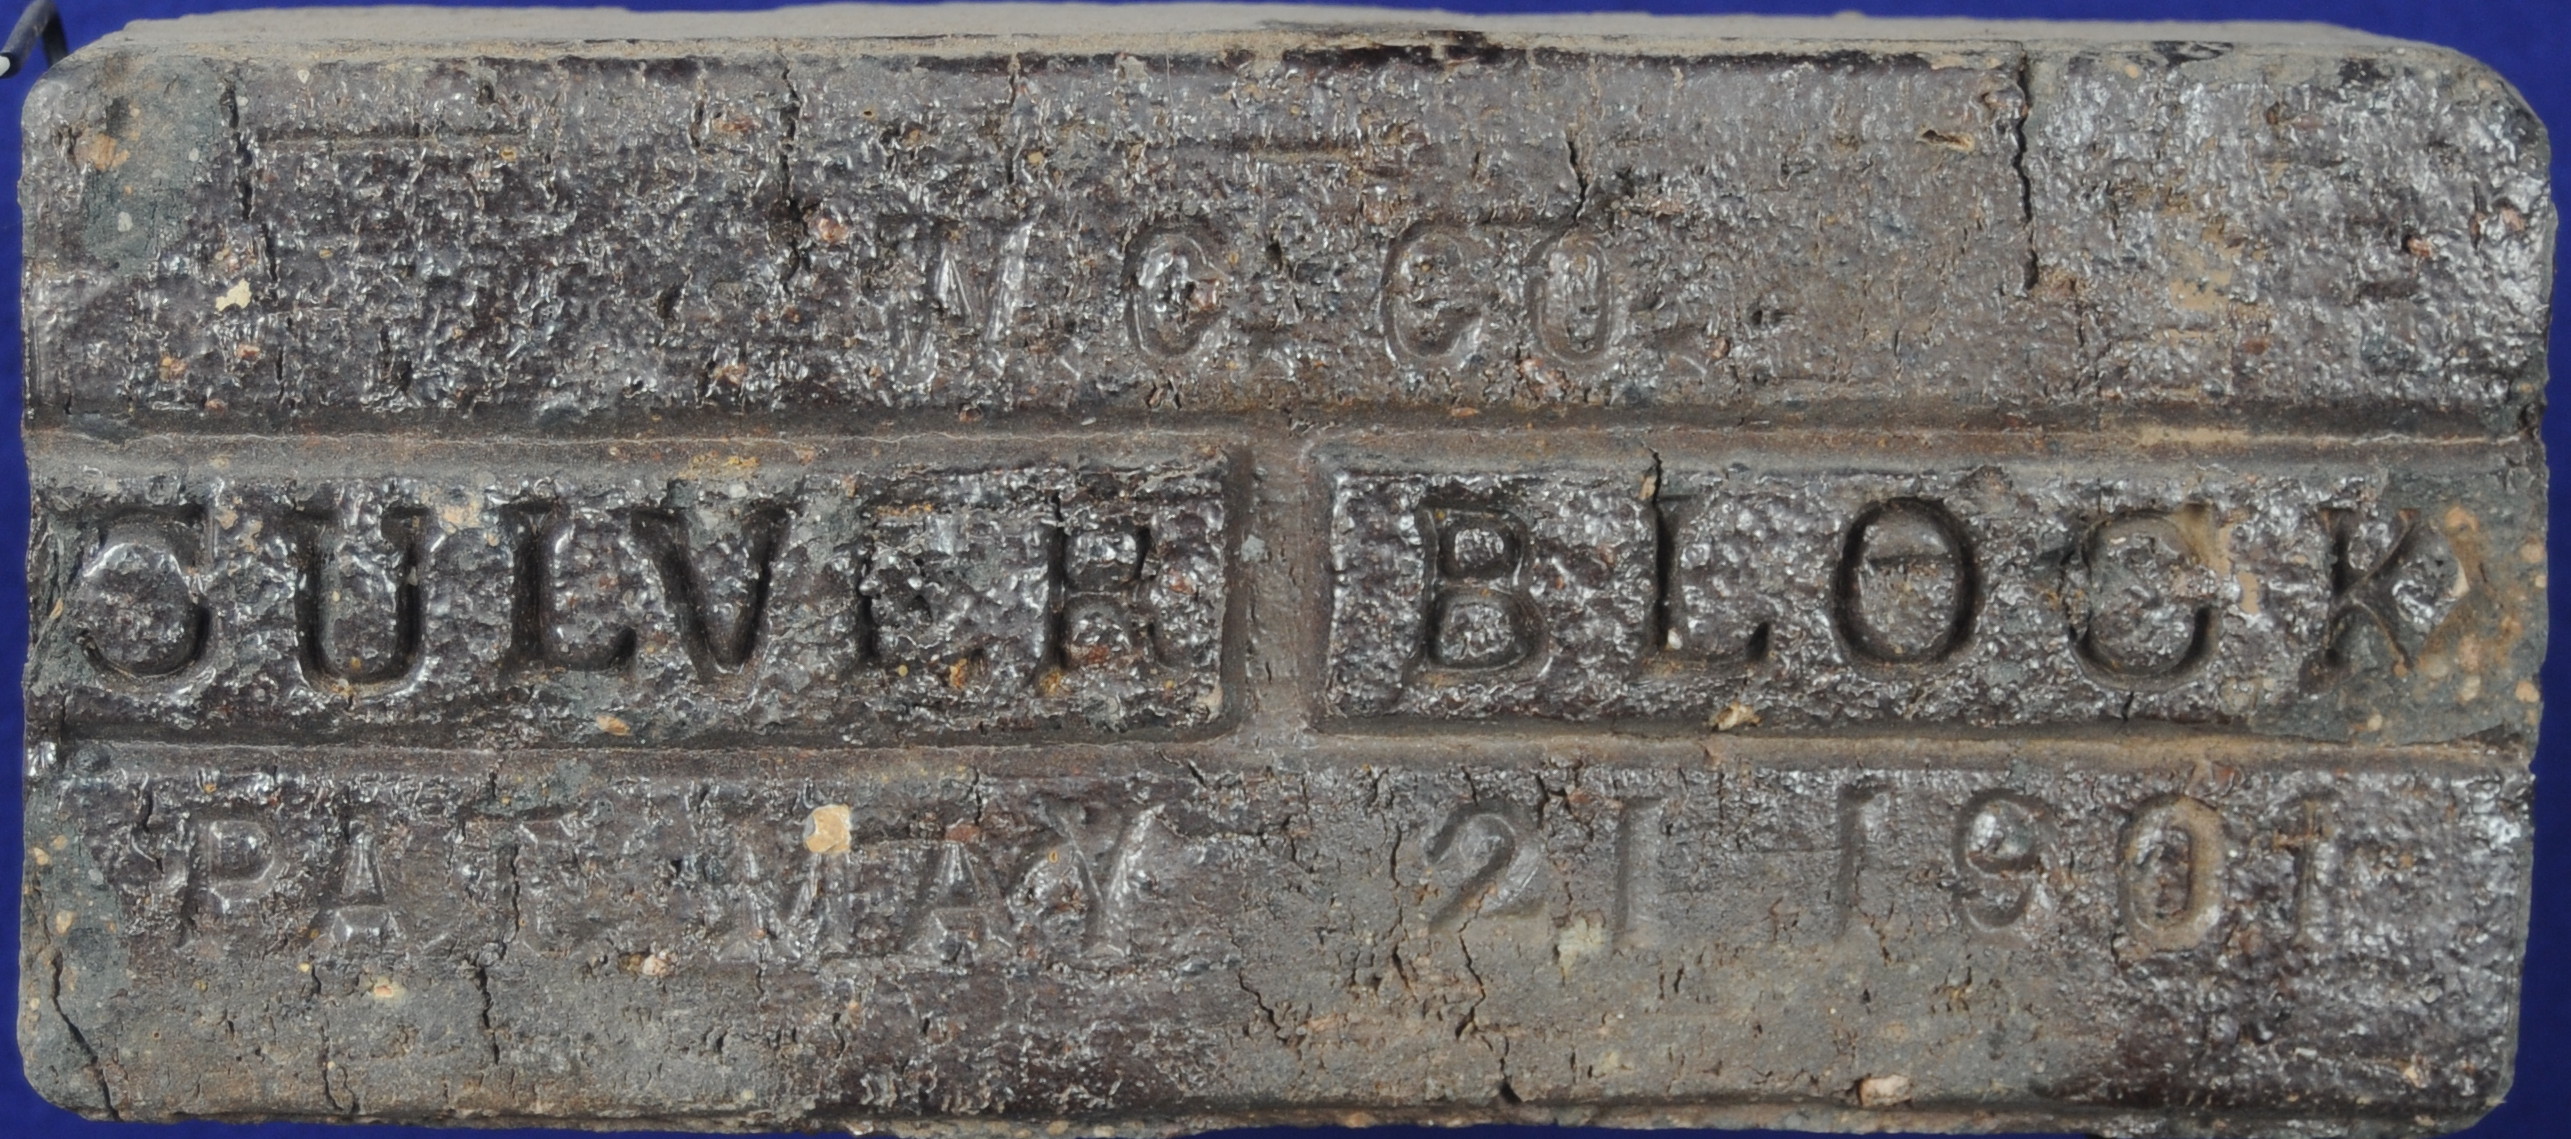 W C CO
CULVER BLOCK
PAT MAY 21 1901